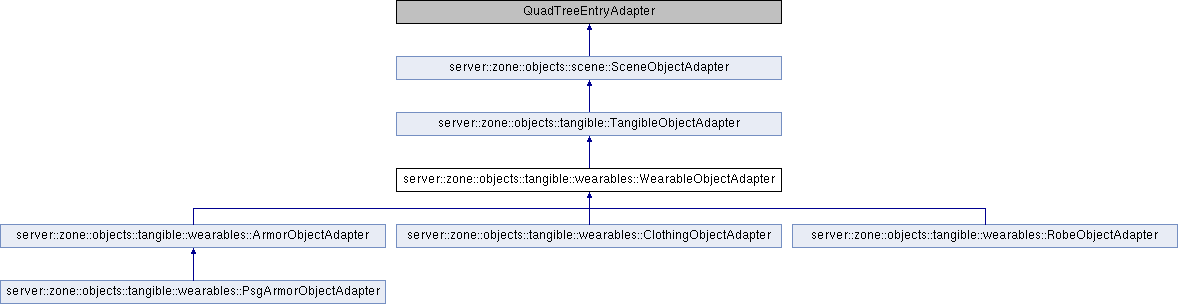 QuadTreeEntryAdapter
server::zone::objects::scene::SceneObjectAdapter
server::zone::objects::tangible::TangibleObjectAdapter
server::zone::objects::tangible::wearables::WearableObjectAdapter
server::zone::objects::tangible::wearables::ArmorObjectAdapter
server::zone::objects::tangible::wearables::ClothingObjectAdapter
server::zone::objects::tangible::wearables::RobeObjectAdapter
server::zone::objects::tangible::wearables::PsgArmorObjectAdapter